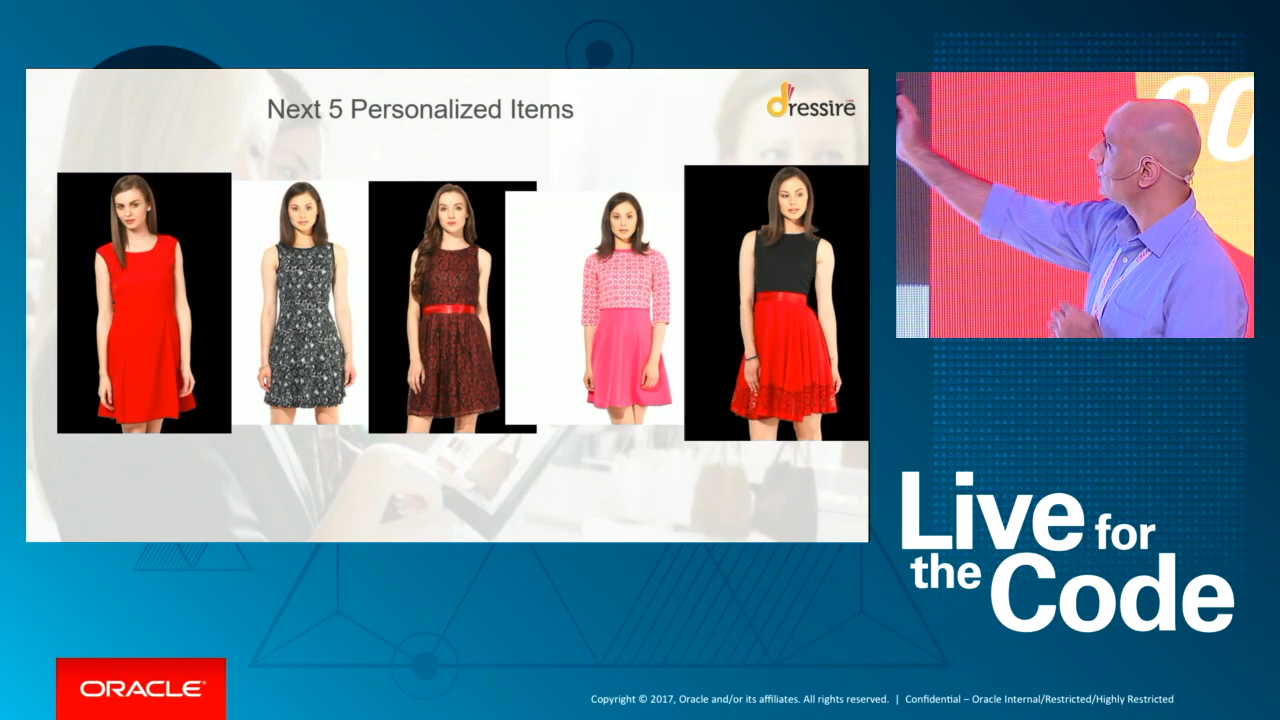 Next 5 Personalized Items
dressire
Live for
the Code
ORACLE
Copyright © 2017, Oracle and/or its affiliates. All rights reserved. | Confidential – Oracle Internal/Restricted/Highly Restricted